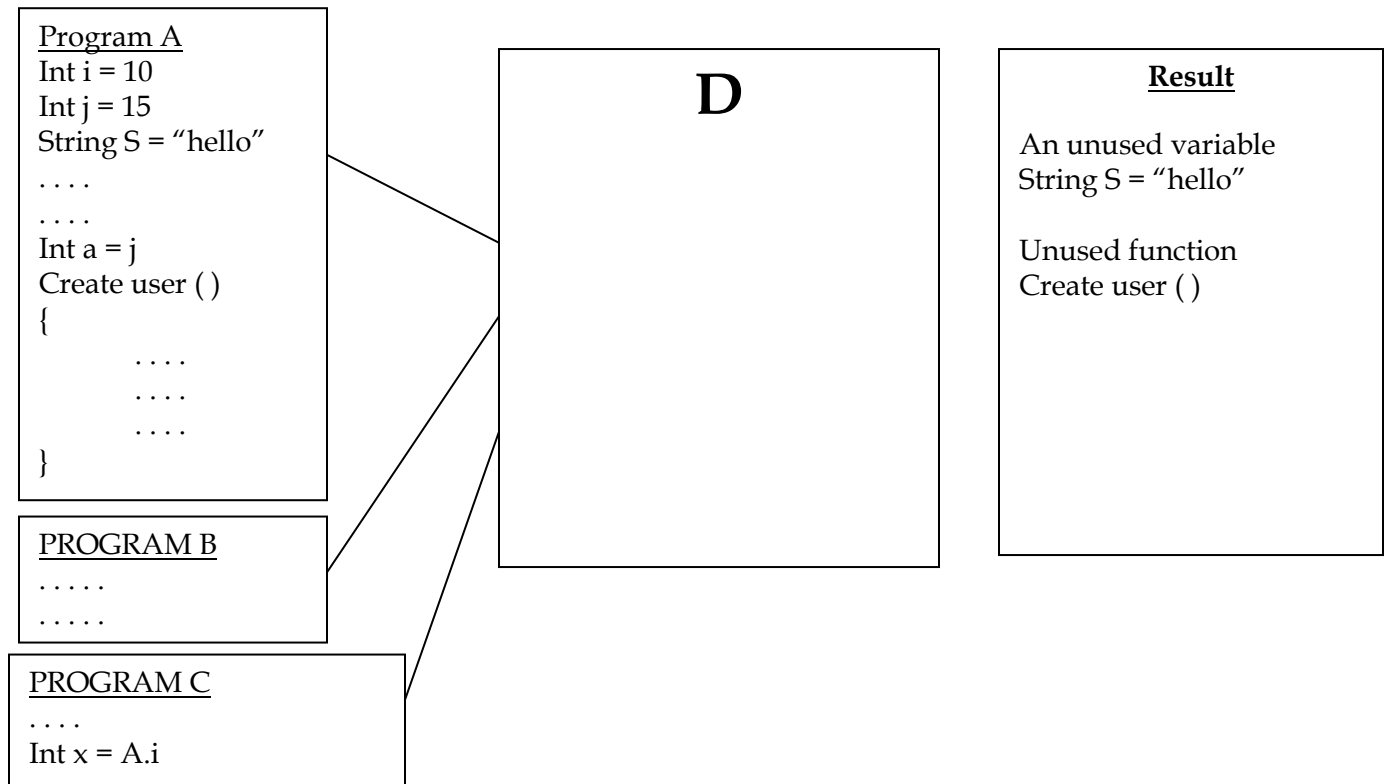 Program A
Int i = 10
Int j = 15
String S = “hello”
. . . .
. . . .
Int a = j
Create user ( )
{
. . . .
. . . .
. . . .
}
PROGRAM B
. . . . .
. . . . .
PROGRAM C
. . . .
Int x = A.i
D
Result
An unused variable
String S = “hello”
Unused function
Create user ( )